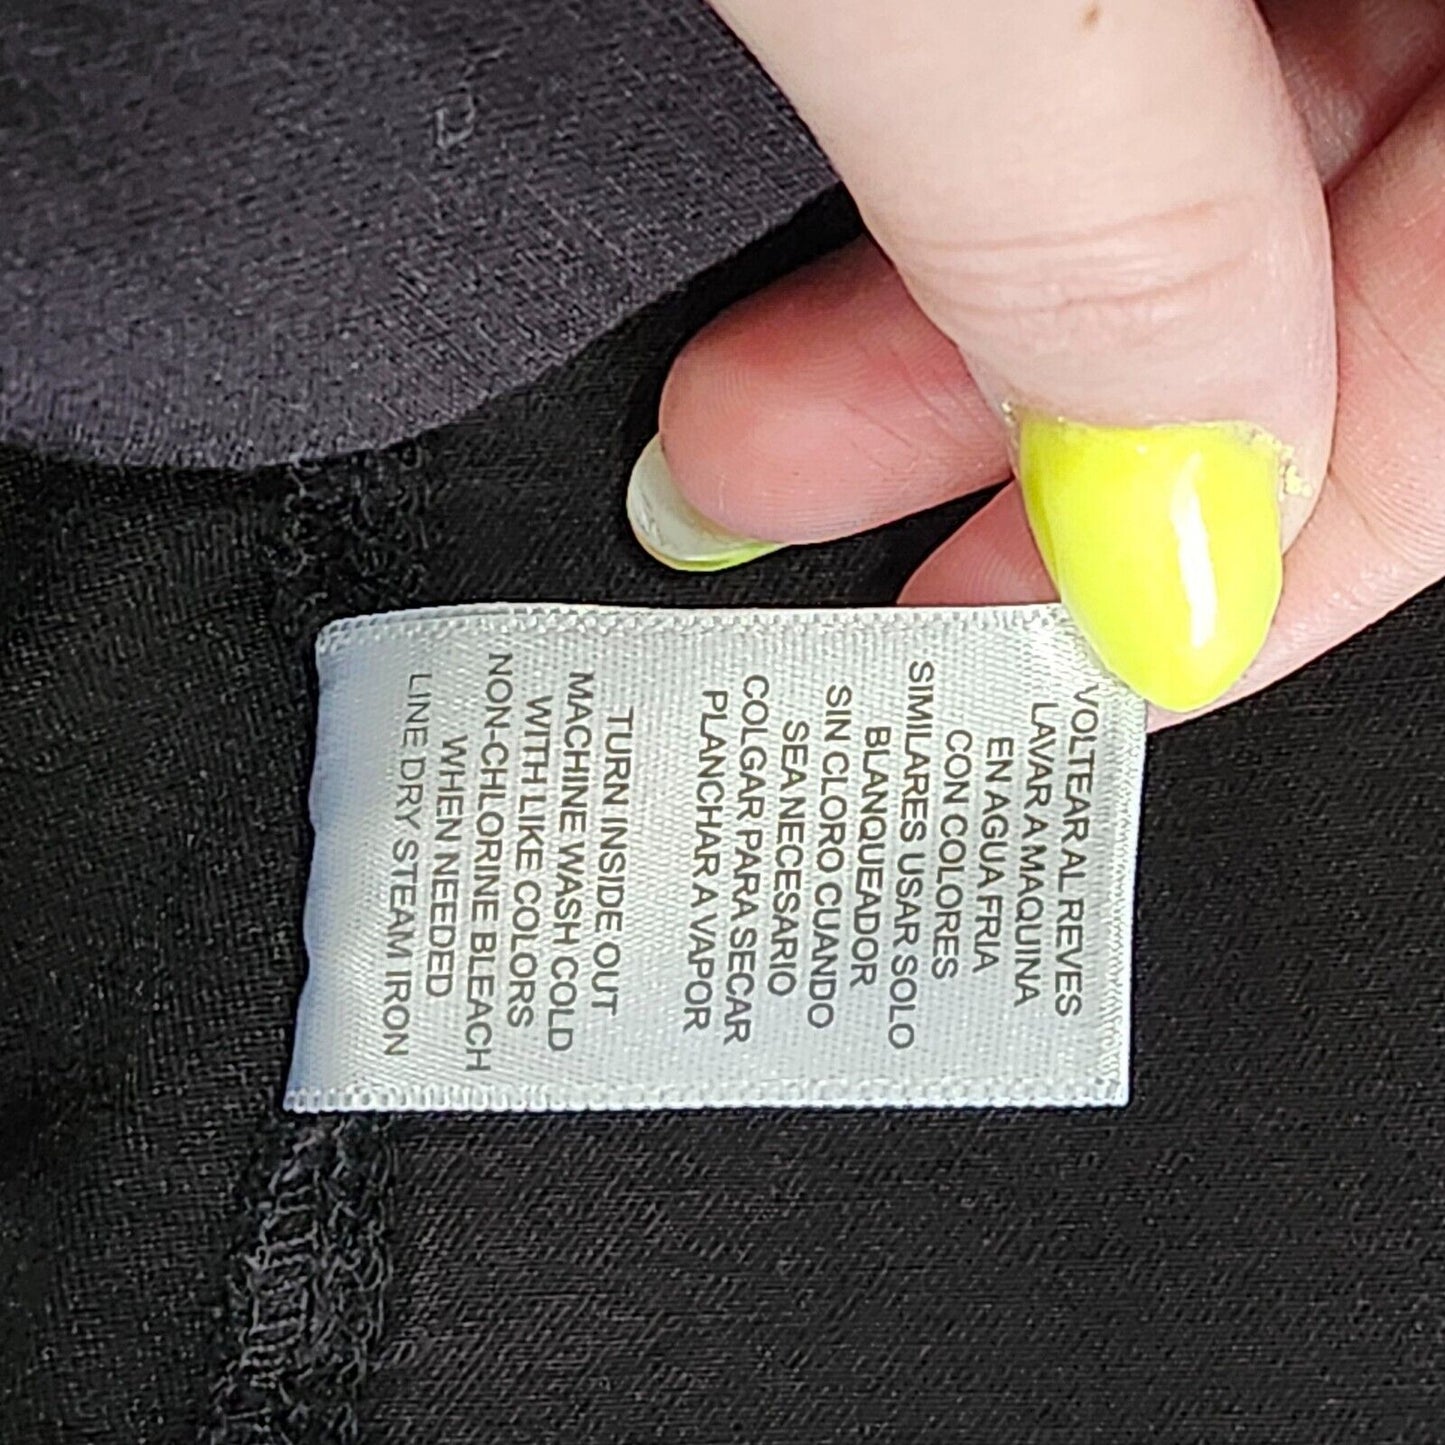 VOLTEAR AL REVES
LAVAR A MAQUINA
EN AGUA FRIA
CON COLORES
SIMILARES USAR SOLO
BLANQUEADOR
SIN CLORO CUANDO
SEA NECESARIO
COLGAR PARA SECAR
PLANCHAR A VAPOR
TURN INSIDE OUT
MACHINE WASH COLD
WITH LIKE COLORS
NON-CHLORINE BLEACH
WHEN NEEDED
LINE DRY STEAM IRON